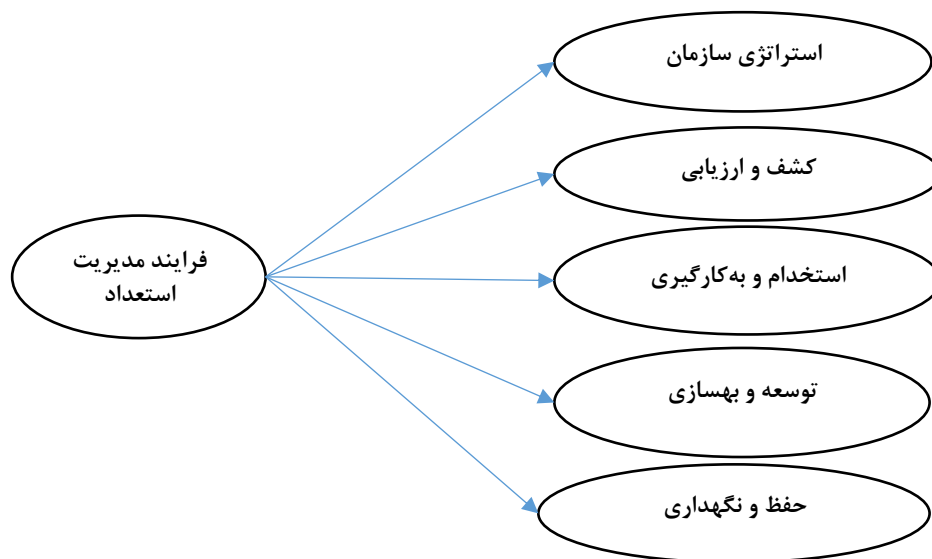 استراتژی سازمان
کشف و ارزیابی
فرایند مدیریت
استعداد
استخدام و به‌کارگیری
توسعه و بهسازی
حفظ و نگهداری